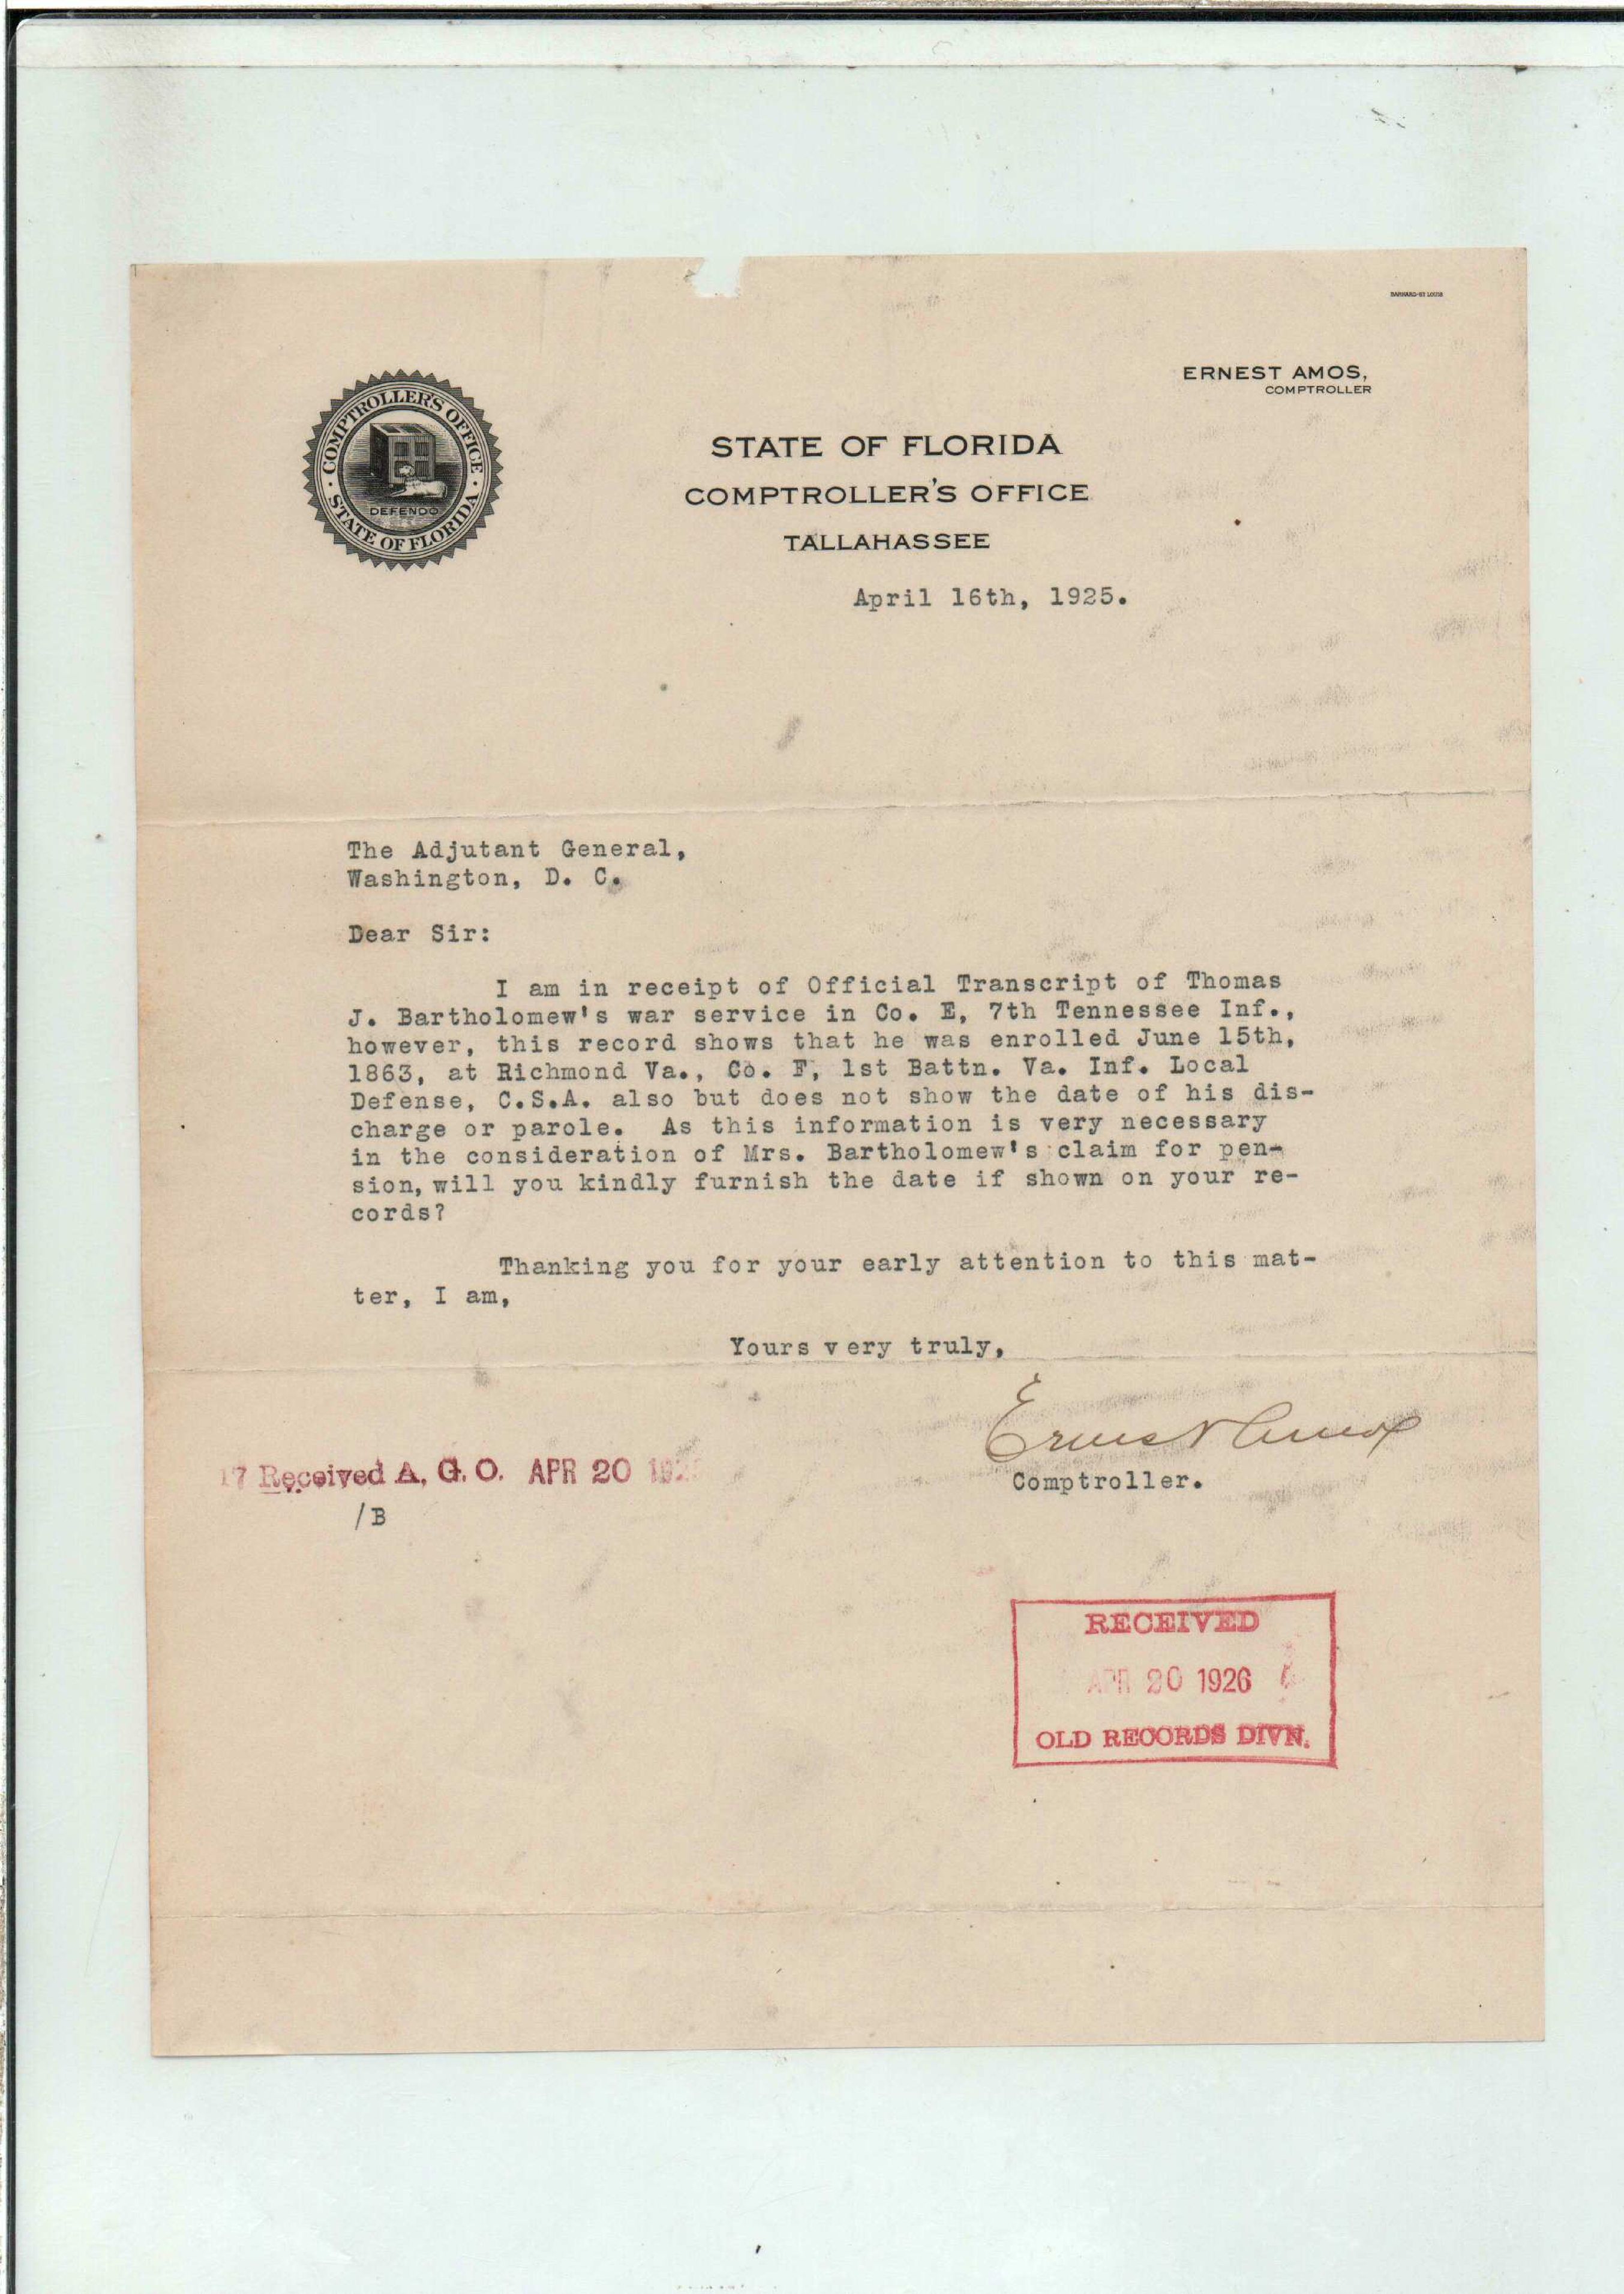 BARNARD-ST LOUIS
ERNEST AMOS,
COMPTROLLER
COMPTROLLER'S OFFICE
DEFENDO
STATE OF FLORIDA
STATE OF FLORIDA
COMPTROLLER'S OFFICE
TALLAHASSEE
April 16th, 1925.
The Adjutant General,
Washington, D. C.
Dear Sir:
I am in receipt of Official Transcript of Thomas
J. Bartholomew's war service in Co. E, 7th Tennessee Inf.,
however, this record shows that he was enrolled June 15th,
1863, at Richmond Va., Co. F, 1st Battn. Va. Inf. Local
Defense, C.S.A. also but does not show the date of his dis-
charge or parole. As this information is very necessary
in the consideration of Mrs. Bartholomew's claim for pen-
sion, will you kindly furnish the date if shown on your re-
cords?
Thanking you for your early attention to this mat-
ter, I am,
Yours very truly,
Ernest Amos
Comptroller.
17 Received A. G. O. APR 20
/B
RECEIVED
APR 20 1926
OLD RECORDS DIVN.